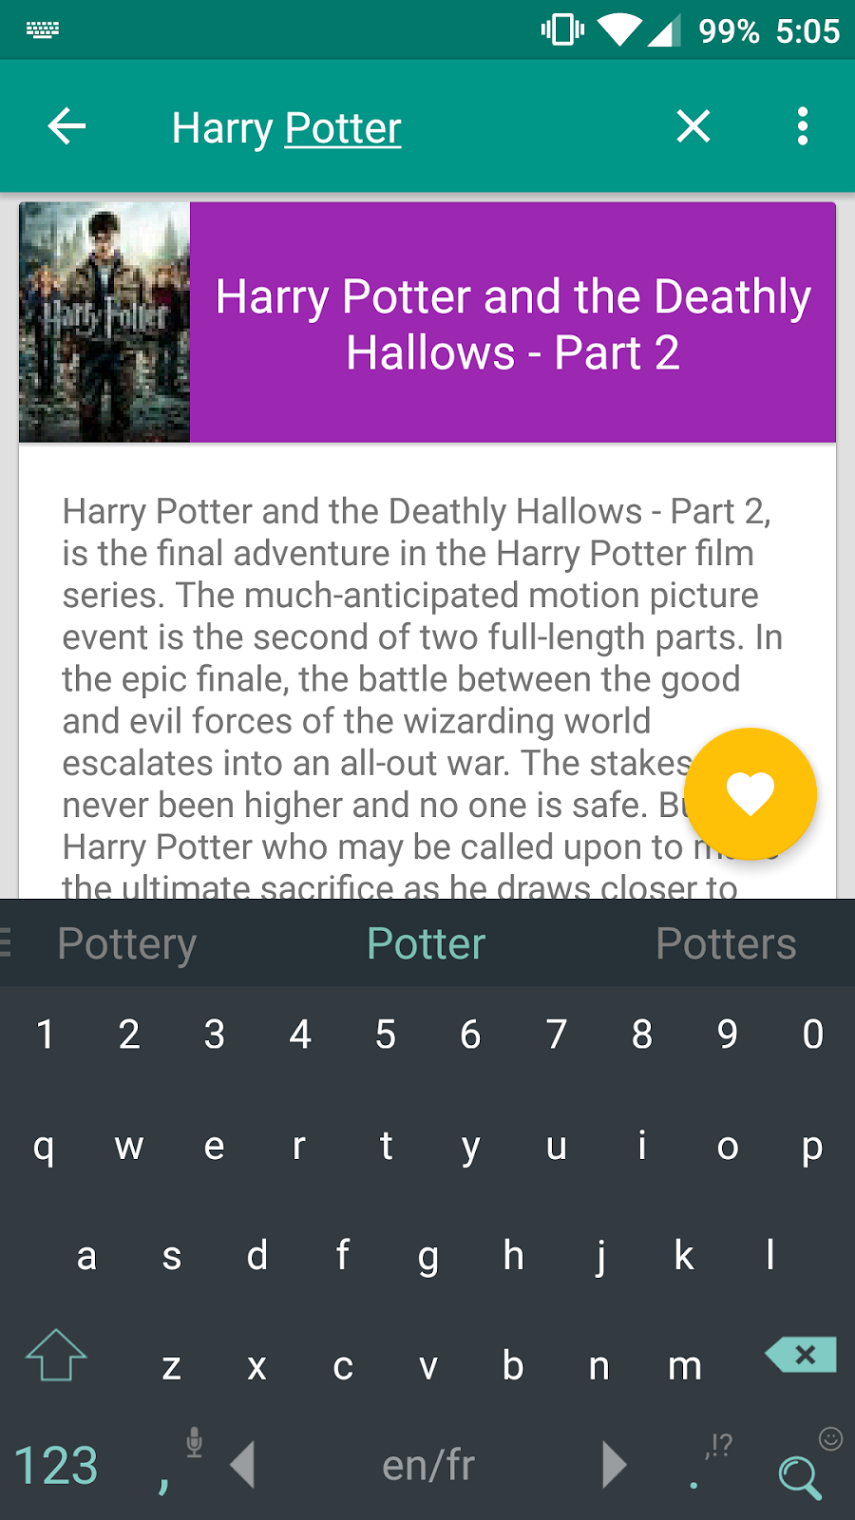 99% 5:05
Harry Potter
Harry Potter
Harry Potter and the Deathly
Hallows - Part 2
Harry Potter and the Deathly Hallows - Part 2,
is the final adventure in the Harry Potter film
series. The much-anticipated motion picture
event is the second of two full-length parts. In
the epic finale, the battle between the good
and evil forces of the wizarding world
escalates into an all-out war. The stakes
never been higher and no one is safe.
Harry Potter who may be called upon to
the ultimate sacrifice as he draws closer to
Pottery Potter Potters
1 2 3 4 5 6 7 8 9 0
q w e r t y u i o p
a s d f g h j k l
z x c v b n m
123 , en/fr . ,!?